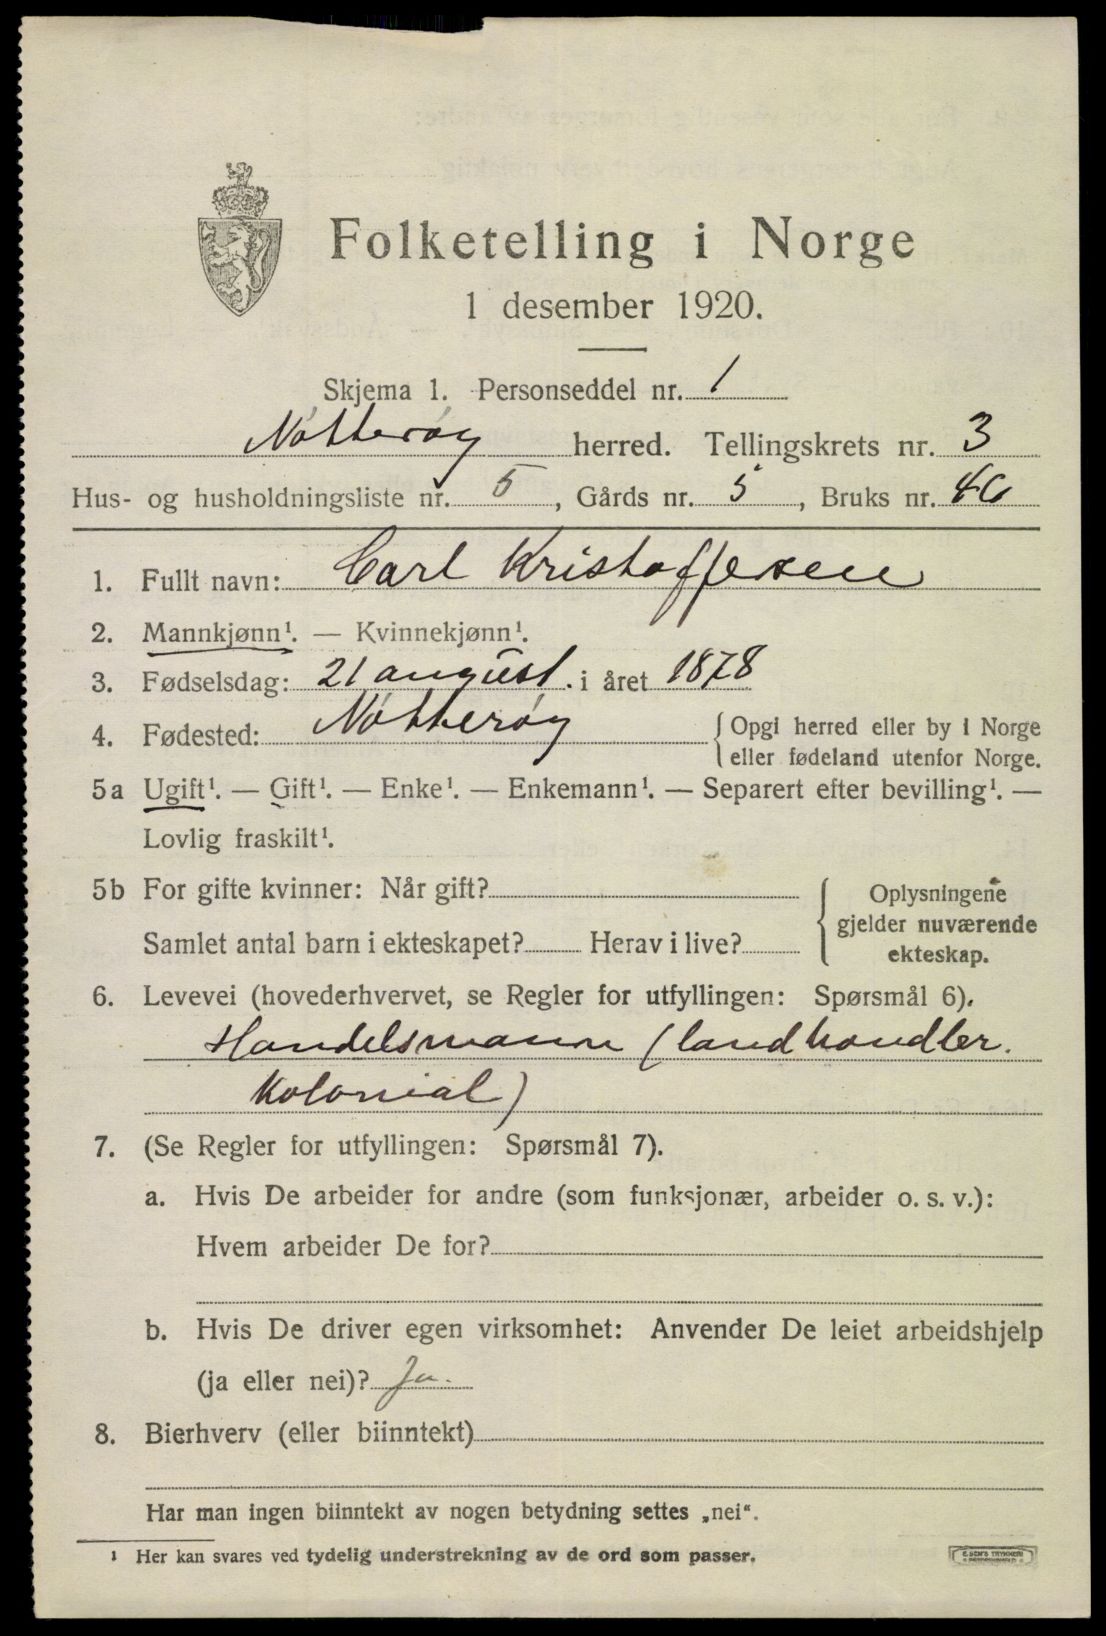 Folketelling i Norge
1 desember 1920.
Skjema 1. Personseddel nr. 1
Nøtterøy herred. Tellingskrets nr. 3
Hus- og husholdningsliste nr. 5, Gårds nr. 5, Bruks nr. 46
1. Fullt navn: Carl Kristoffersen
2. Mannkjønn¹. — Kvinnekjønn¹.
3. Fødselsdag: 21 august. i året 1878
4. Fødested: Nøtterøy { Opgi herred eller by i Norge
eller fødeland utenfor Norge.
5a Ugift¹. — Gift¹. — Enke¹. — Enkemann¹. — Separert efter bevilling¹. —
Lovlig fraskilt¹.
5b For gifte kvinner: Når gift?
Samlet antal barn i ekteskapet? Herav i live?
Oplysningene
gjelder nuværende
ekteskap.
6. Levevei (hovederhvervet, se Regler for utfyllingen: Spørsmål 6).
Handelsmann (landhandler.
Kolonial)
7. (Se Regler for utfyllingen: Spørsmål 7).
a. Hvis De arbeider for andre (som funksjonær, arbeider o. s. v.):
Hvem arbeider De for?
b. Hvis De driver egen virksomhet: Anvender De leiet arbeidshjelp
(ja eller nei)? Ja.
8. Bierhverv (eller biinntekt)
Har man ingen biinntekt av nogen betydning settes „nei“.
¹ Her kan svares ved tydelig understrekning av de ord som passer.